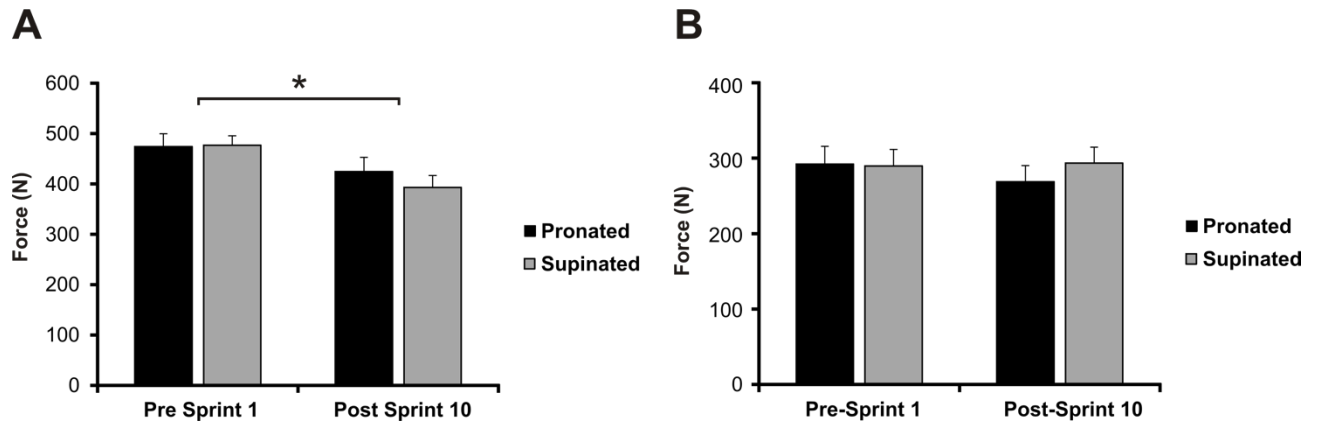 A
*
600
500
400
300
200
100
0
Force (N)
Pre Sprint 1
Post Sprint 10
Pronated
Supinated
B
400
300
200
100
0
Force (N)
Pre-Sprint 1
Post-Sprint 10
Pronated
Supinated